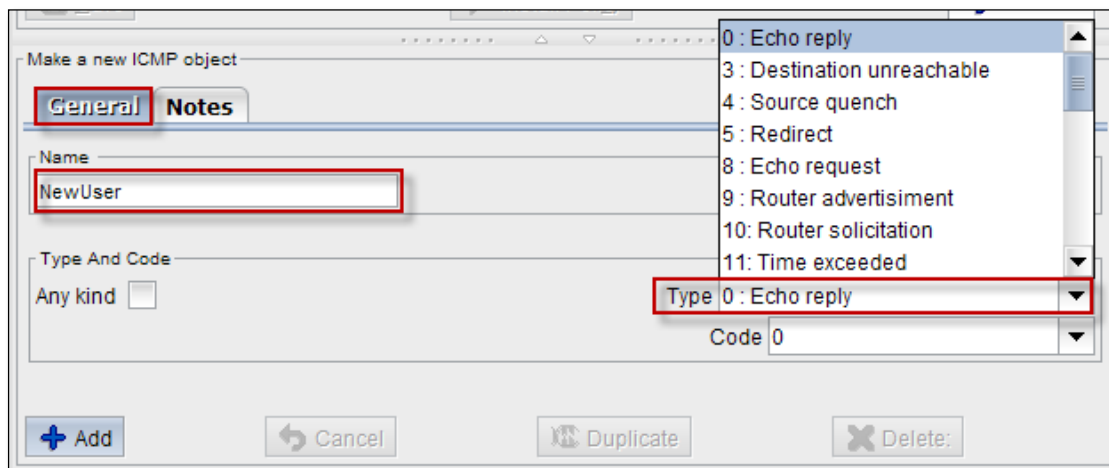 0 : Echo reply
Make a new ICMP object
3 : Destination unreachable
General Notes
4 : Source quench
5 : Redirect
Name
8 : Echo request
NewUser
9 : Router advertisiment
10: Router solicitation
Type And Code
11: Time exceeded
Any kind
Type 0 : Echo reply
Code 0
Add Cancel Duplicate Delete: